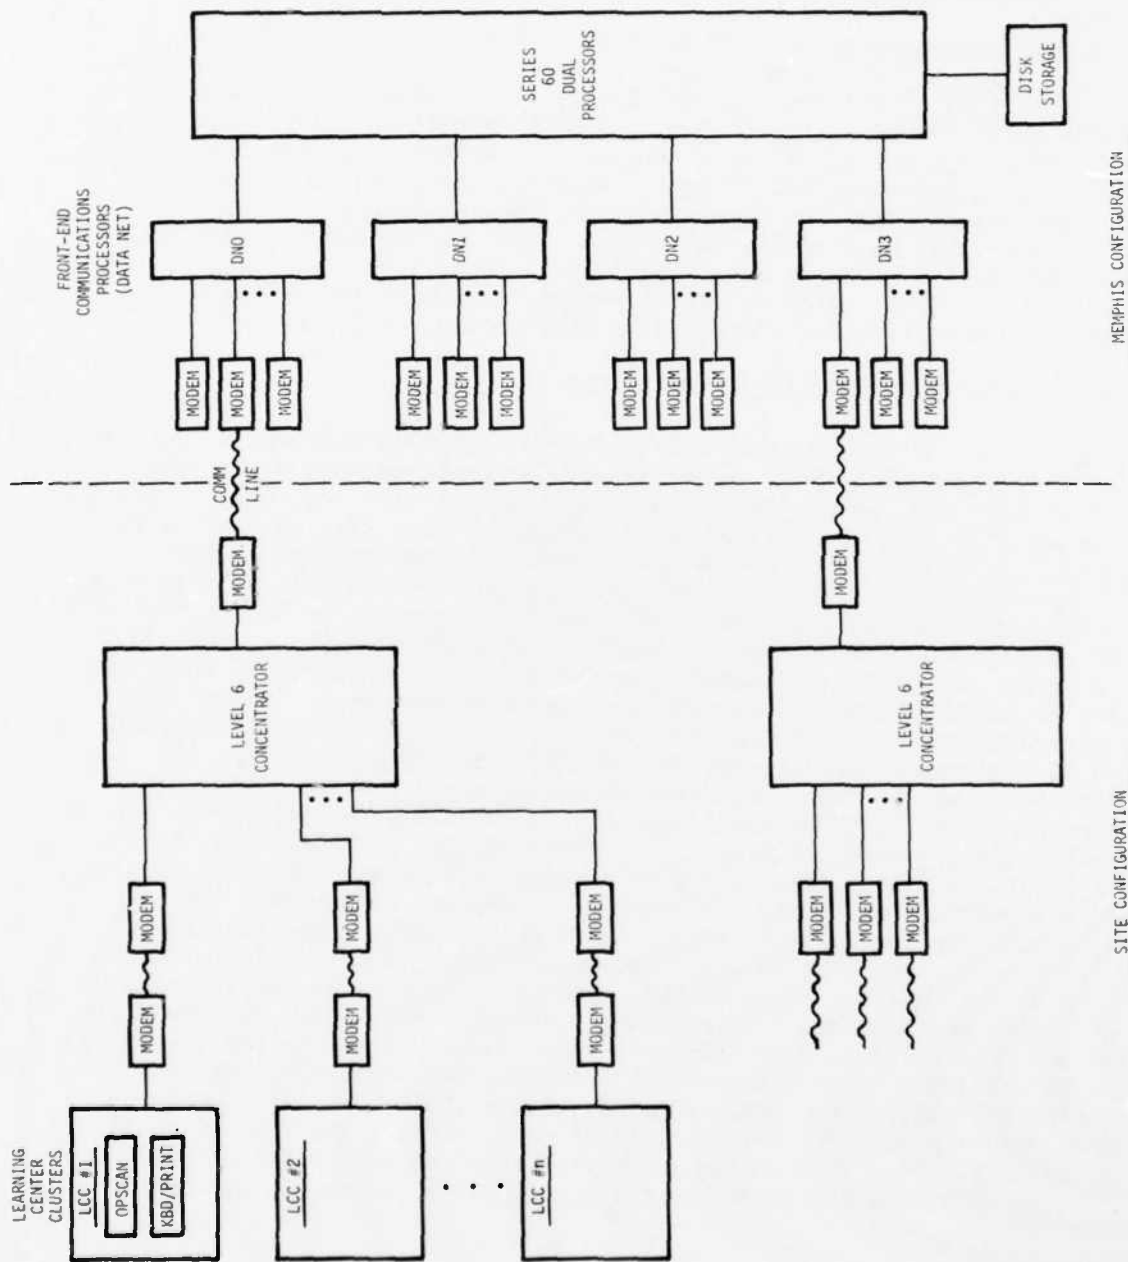 LEARNING
CENTER
CLUSTERS
LCC #1
OPSCAN
KBD/PRINT
LCC #2
LCC #n
MODEM
MODEM
MODEM
MODEM
MODEM
MODEM
LEVEL 6
CONCENTRATOR
MODEM
COMM
LINE
MODEM
MODEM
MODEM
LEVEL 6
CONCENTRATOR
MODEM
SITE CONFIGURATION
FRONT-END
COMMUNICATIONS
PROCESSORS
(DATA NET)
MODEM
MODEM
MODEM
DN0
MODEM
MODEM
MODEM
DN1
MODEM
MODEM
MODEM
DN2
MODEM
MODEM
MODEM
DN3
SERIES
60
DUAL
PROCESSORS
DISK
STORAGE
MEMPHIS CONFIGURATION